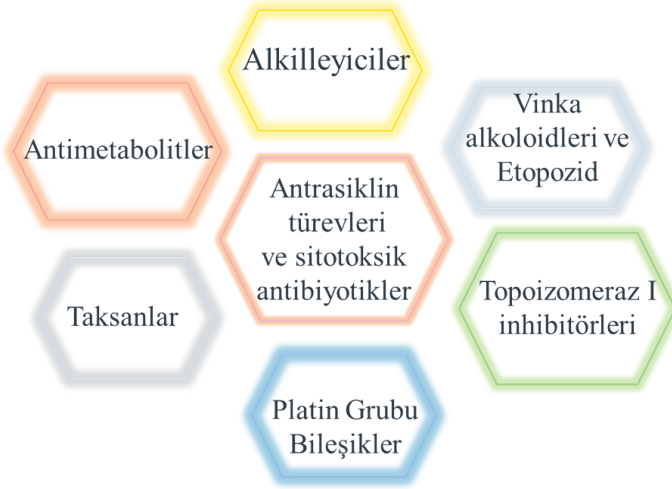 Alkilleyiciler
Antimetabolitler
Vinka
alkoloidleri ve
Etopozid
Antrasiklin
türevleri
ve sitotoksik
antibiyotikler
Taksanlar
Topoizomeraz I
inhibitörleri
Platin Grubu
Bileşikler